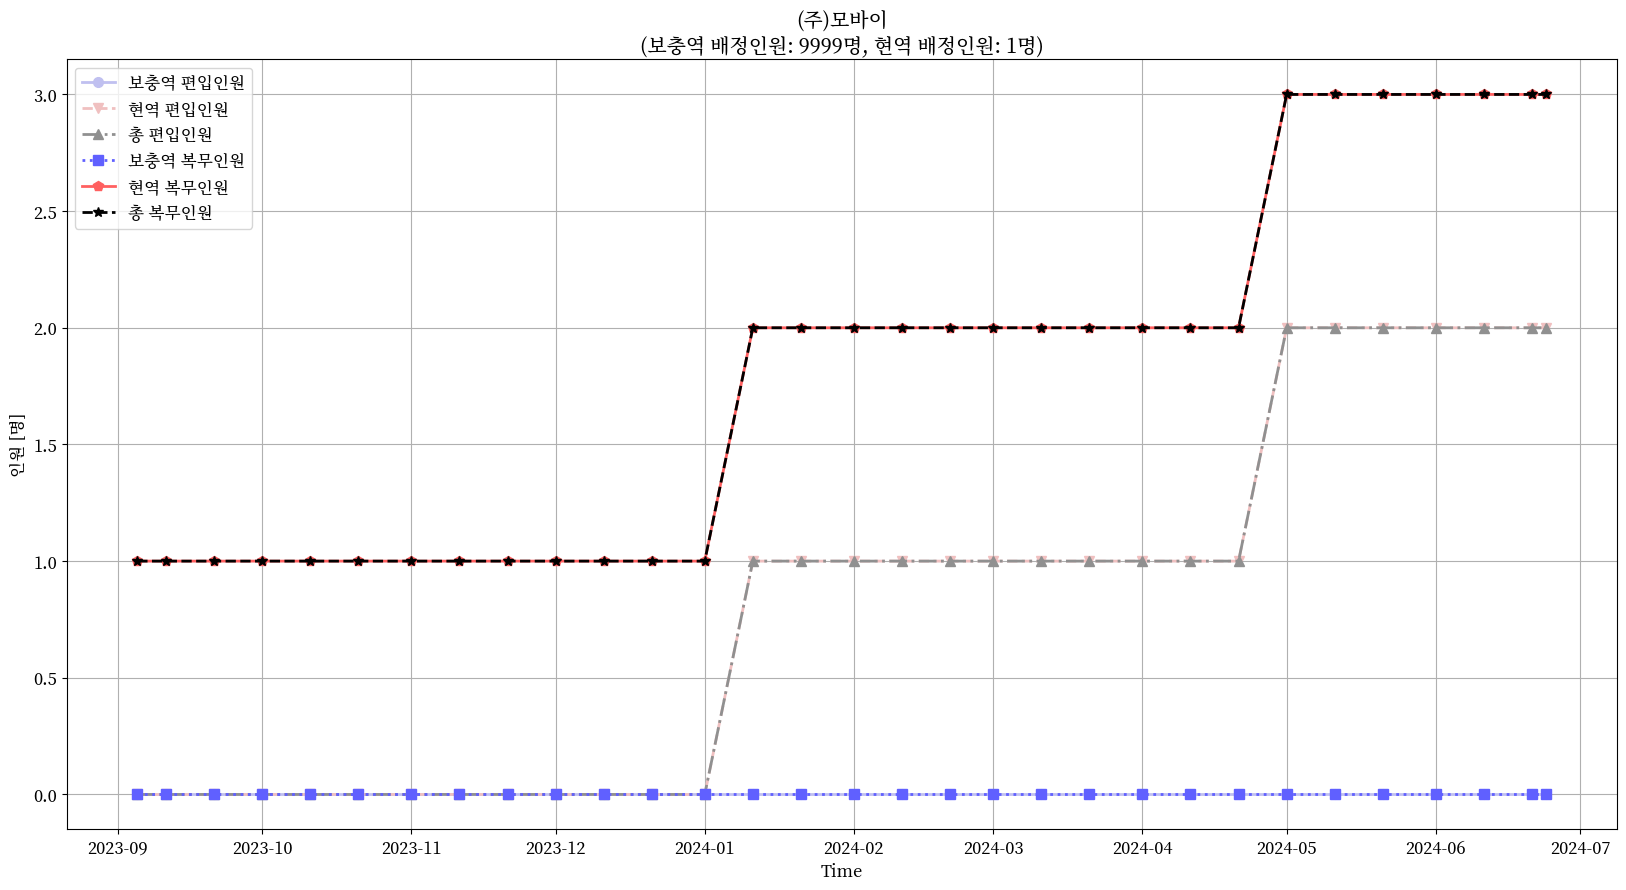 (주)모바이
(보충역 배정인원: 9999명, 현역 배정인원: 1명)
보충역 편입인원
현역 편입인원
총 편입인원
보충역 복무인원
현역 복무인원
총 복무인원
3.0
2.5
2.0
1.5
1.0
0.5
0.0
인원 [명]
2023-09 2023-10 2023-11 2023-12 2024-01 2024-02 2024-03 2024-04 2024-05 2024-06 2024-07
Time